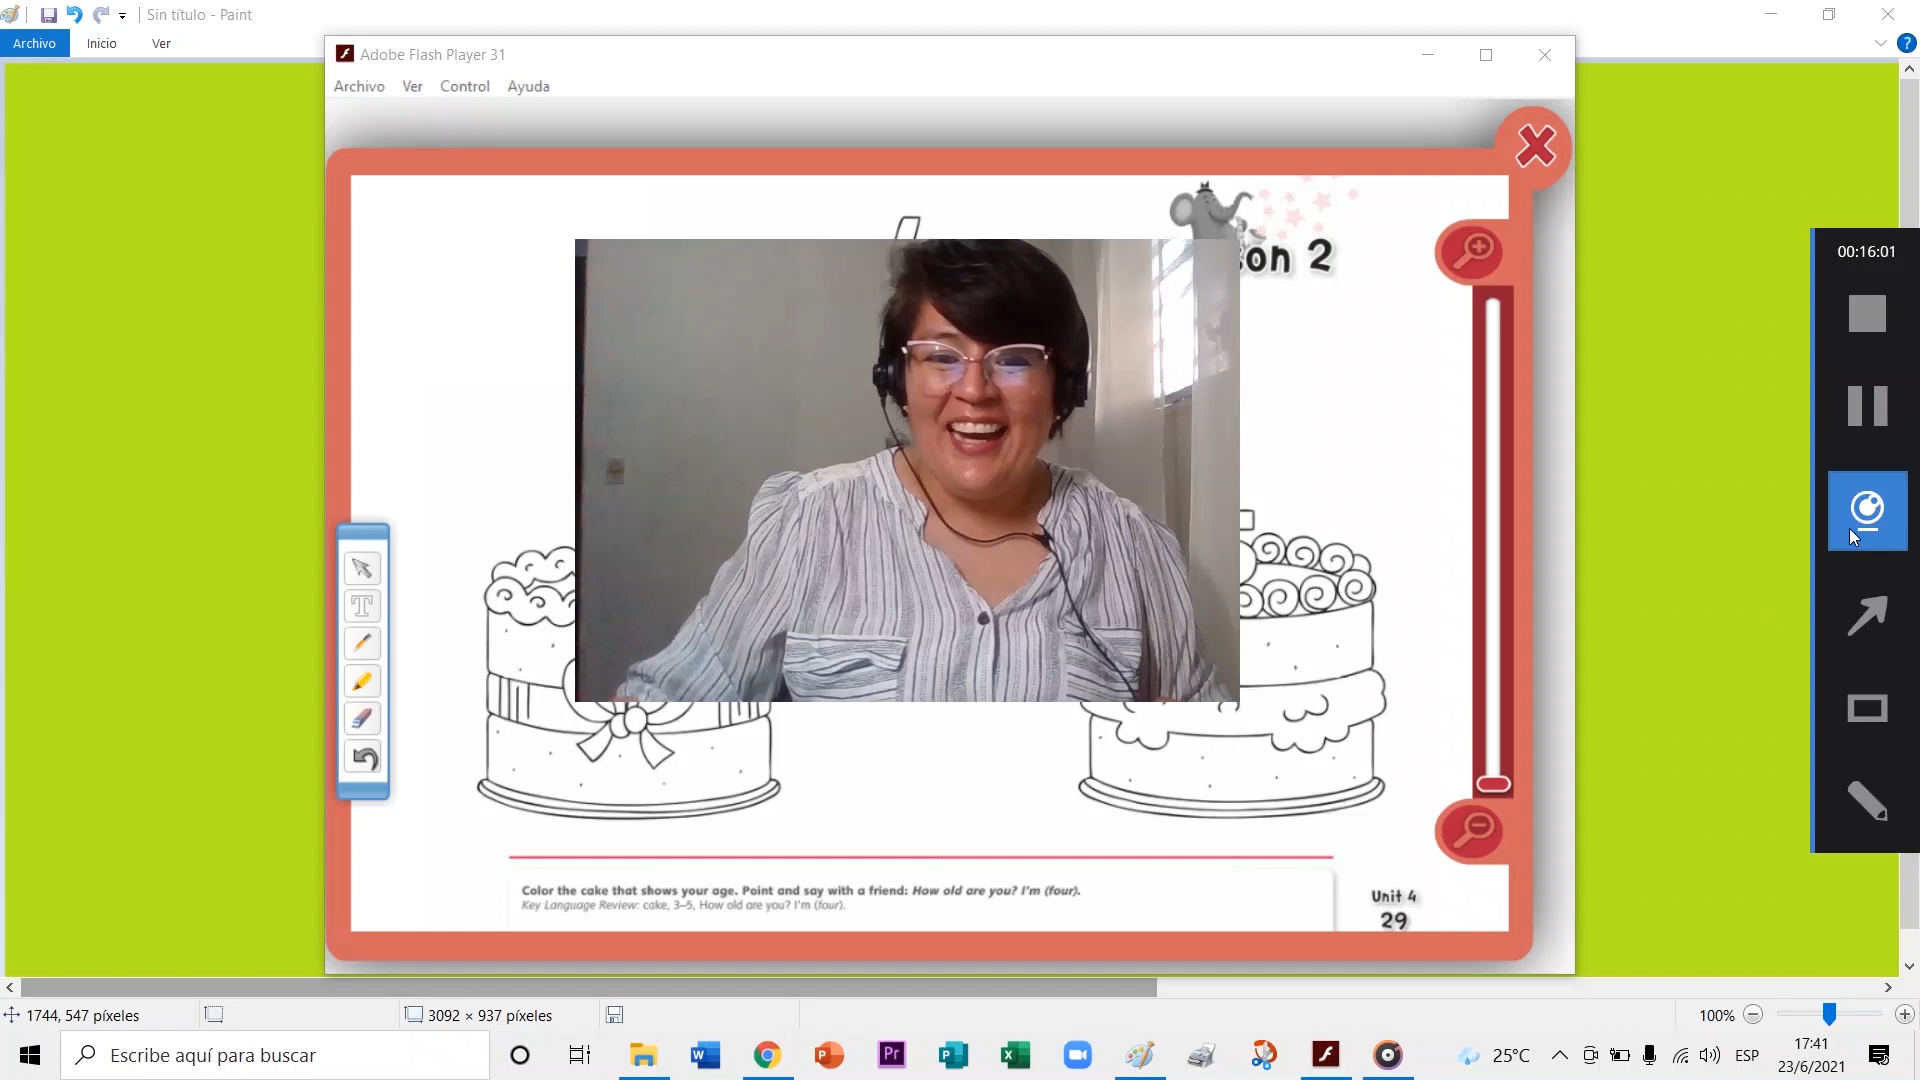 Sin título - Paint
Archivo Inicio Ver
Adobe Flash Player 31
Archivo Ver Control Ayuda
on 2
00:16:01
Color the cake that shows your age. Point and say with a friend: How old are you? I'm (four).
Key Language Review: cake, 3–5, How old are you? I'm (four).
Unit 4
29
1744, 547 píxeles
3092 × 937 píxeles
100%
Escribe aquí para buscar
25°C
ESP
17:41
23/6/2021